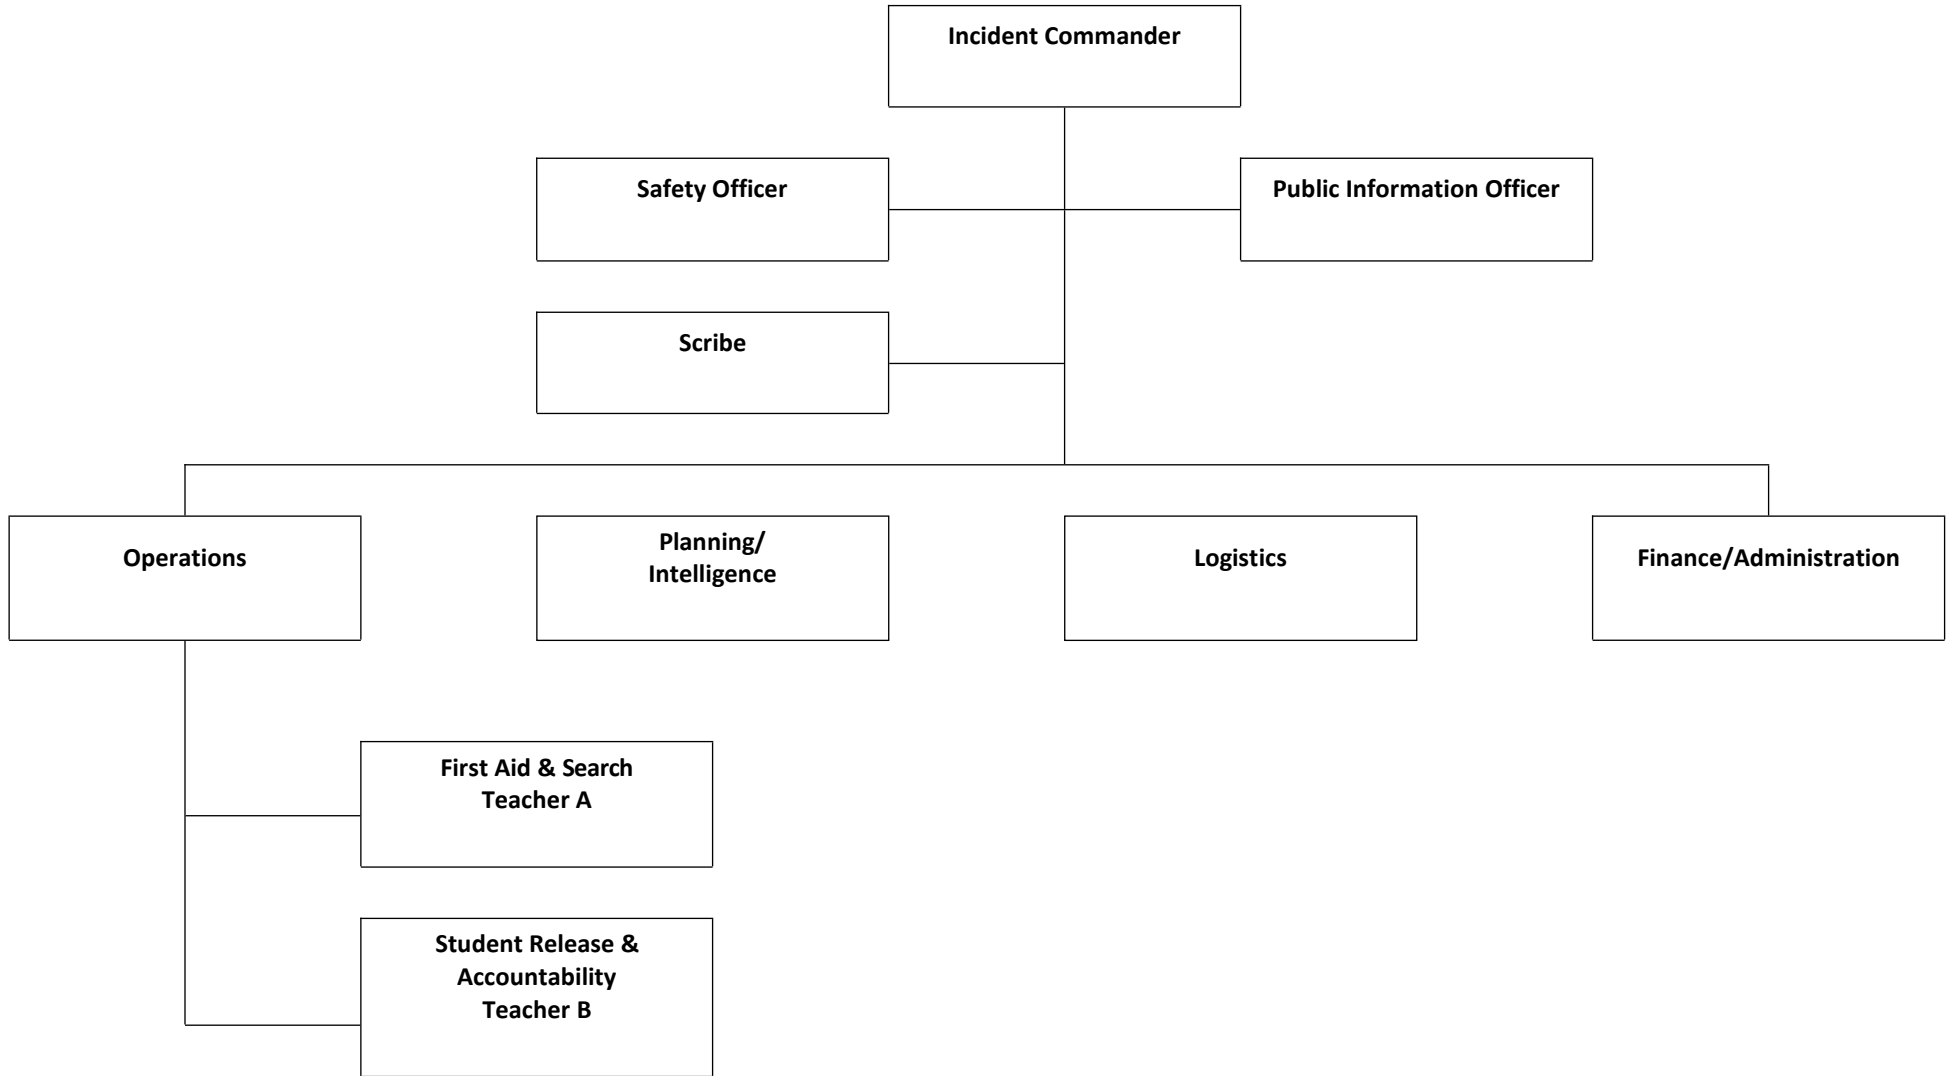 Incident Commander
Safety Officer
Public Information Officer
Scribe
Operations
Planning/
Intelligence
Logistics
Finance/Administration
First Aid & Search
Teacher A
Student Release &
Accountability
Teacher B